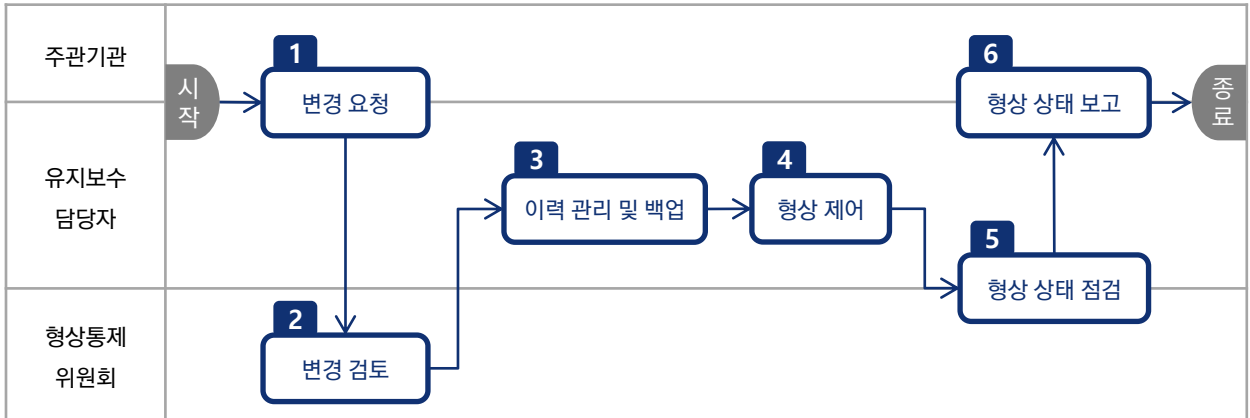 주관기관
유지보수
담당자
형상통제
위원회
시
작
1
변경 요청
2
변경 검토
3
이력 관리 및 백업
4
형상 제어
5
형상 상태 점검
6
형상 상태 보고
종
료